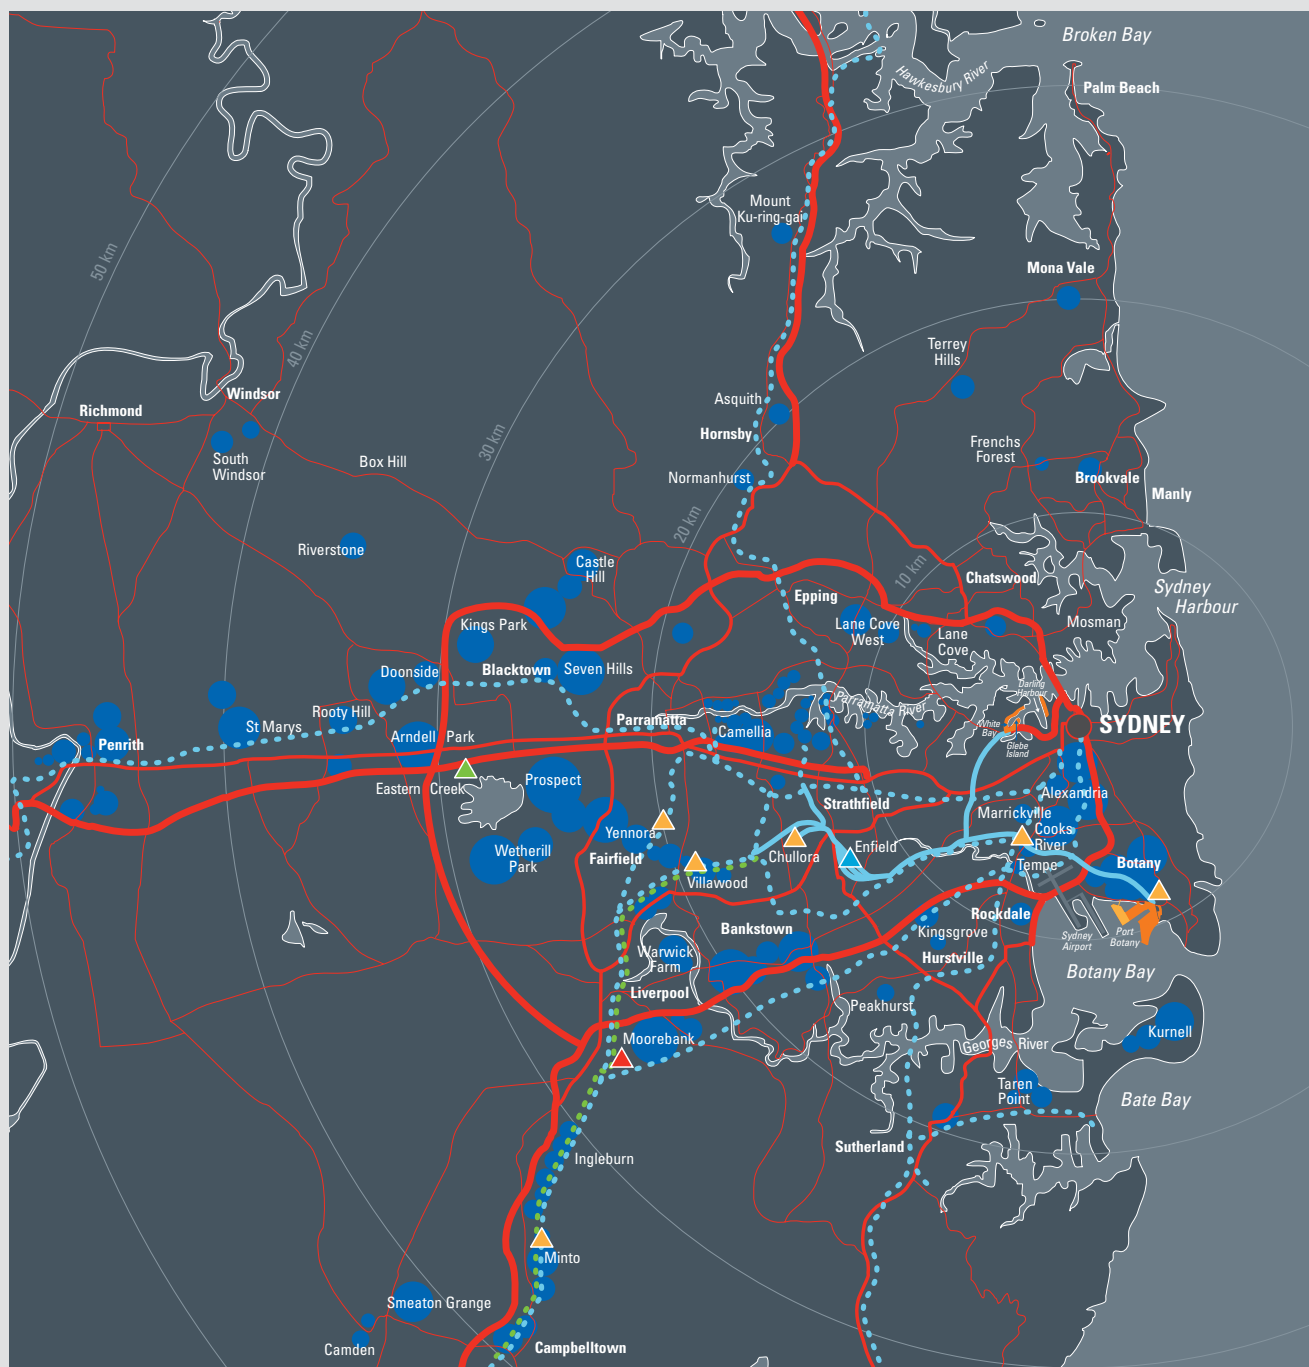 Broken Bay
Hawkesbury River
Palm Beach
Mount
Ku-ring-gai
50 km
Mona Vale
40 km
Terrey
Hills
Windsor
Richmond
Asquith
Hornsby
30 km
Frenchs
Forest
South
Windsor
Box Hill
Normanhurst
Brookvale
Manly
20 km
Riverstone
Castle
Hill
10 km
Chatswood
Sydney
Harbour
Epping
Kings Park
Lane Cove
West
Lane
Cove
Mosman
Doonside
Blacktown
Seven Hills
Darling
Harbour
Rooty Hill
St Marys
Parramatta
Parramatta River
White
Bay
Glebe
Island
SYDNEY
Penrith
Arndell Park
Camellia
Eastern Creek
Prospect
Alexandria
Strathfield
Marrickville
Yennora
Cooks
River
Wetherill
Park
Fairfield
Chullora
Enfield
Tempe
Botany
Villawood
Rockdale
Bankstown
Kingsgrove
Sydney
Airport
Port
Botany
Warwick
Farm
Hurstville
Botany Bay
Liverpool
Peakhurst
Kurnell
Moorebank
Georges River
Taren
Point
Bate Bay
Sutherland
Ingleburn
Minto
Smeaton Grange
Camden
Campbelltown